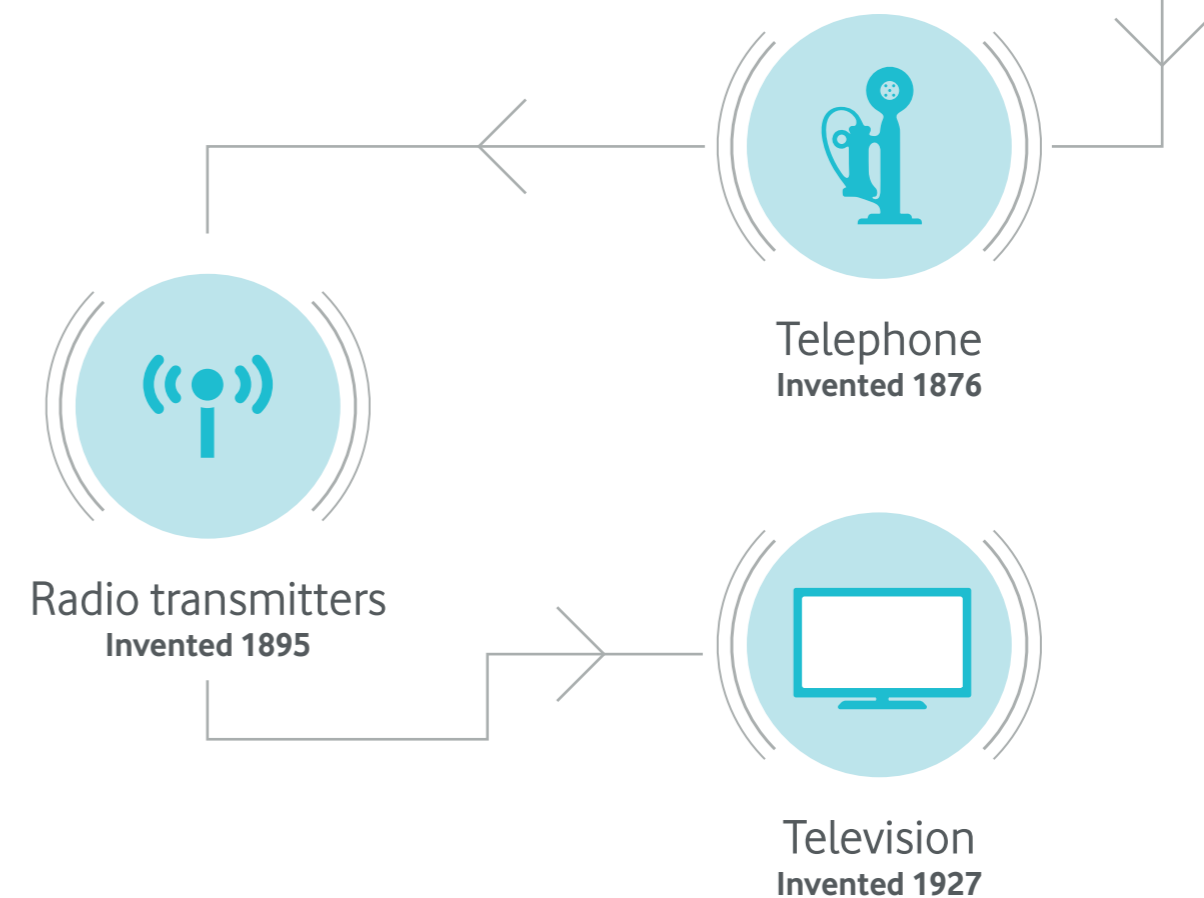 Telephone
Invented 1876
Radio transmitters
Invented 1895
Television
Invented 1927